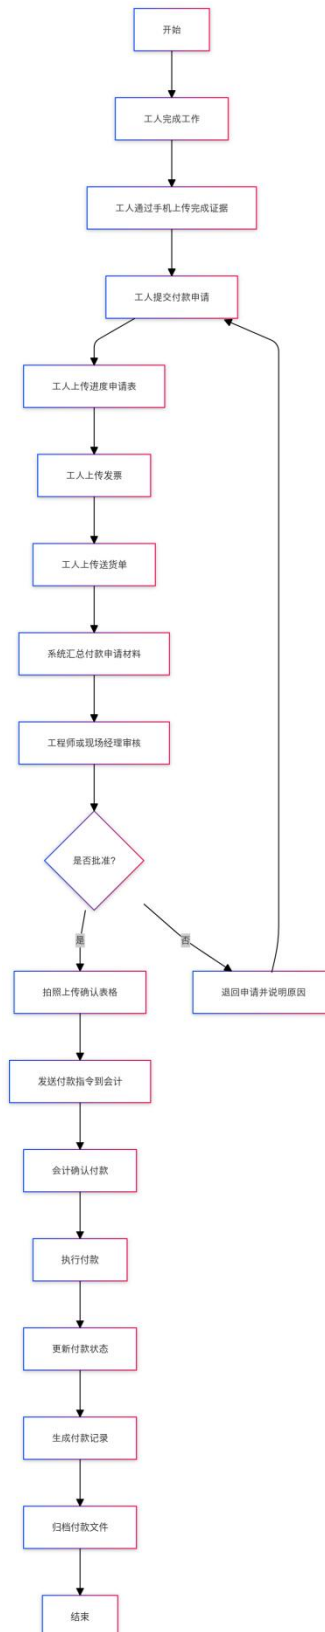 开始
工人完成工作
工人通过手机上传完成证据
工人提交付款申请
工人上传进度申请表
工人上传发票
工人上传送货单
系统汇总付款申请材料
工程师或现场经理审核
是否批准?
是
否
拍照上传确认表格
退回申请并说明原因
发送付款指令到会计
会计确认付款
执行付款
更新付款状态
生成付款记录
归档付款文件
结束